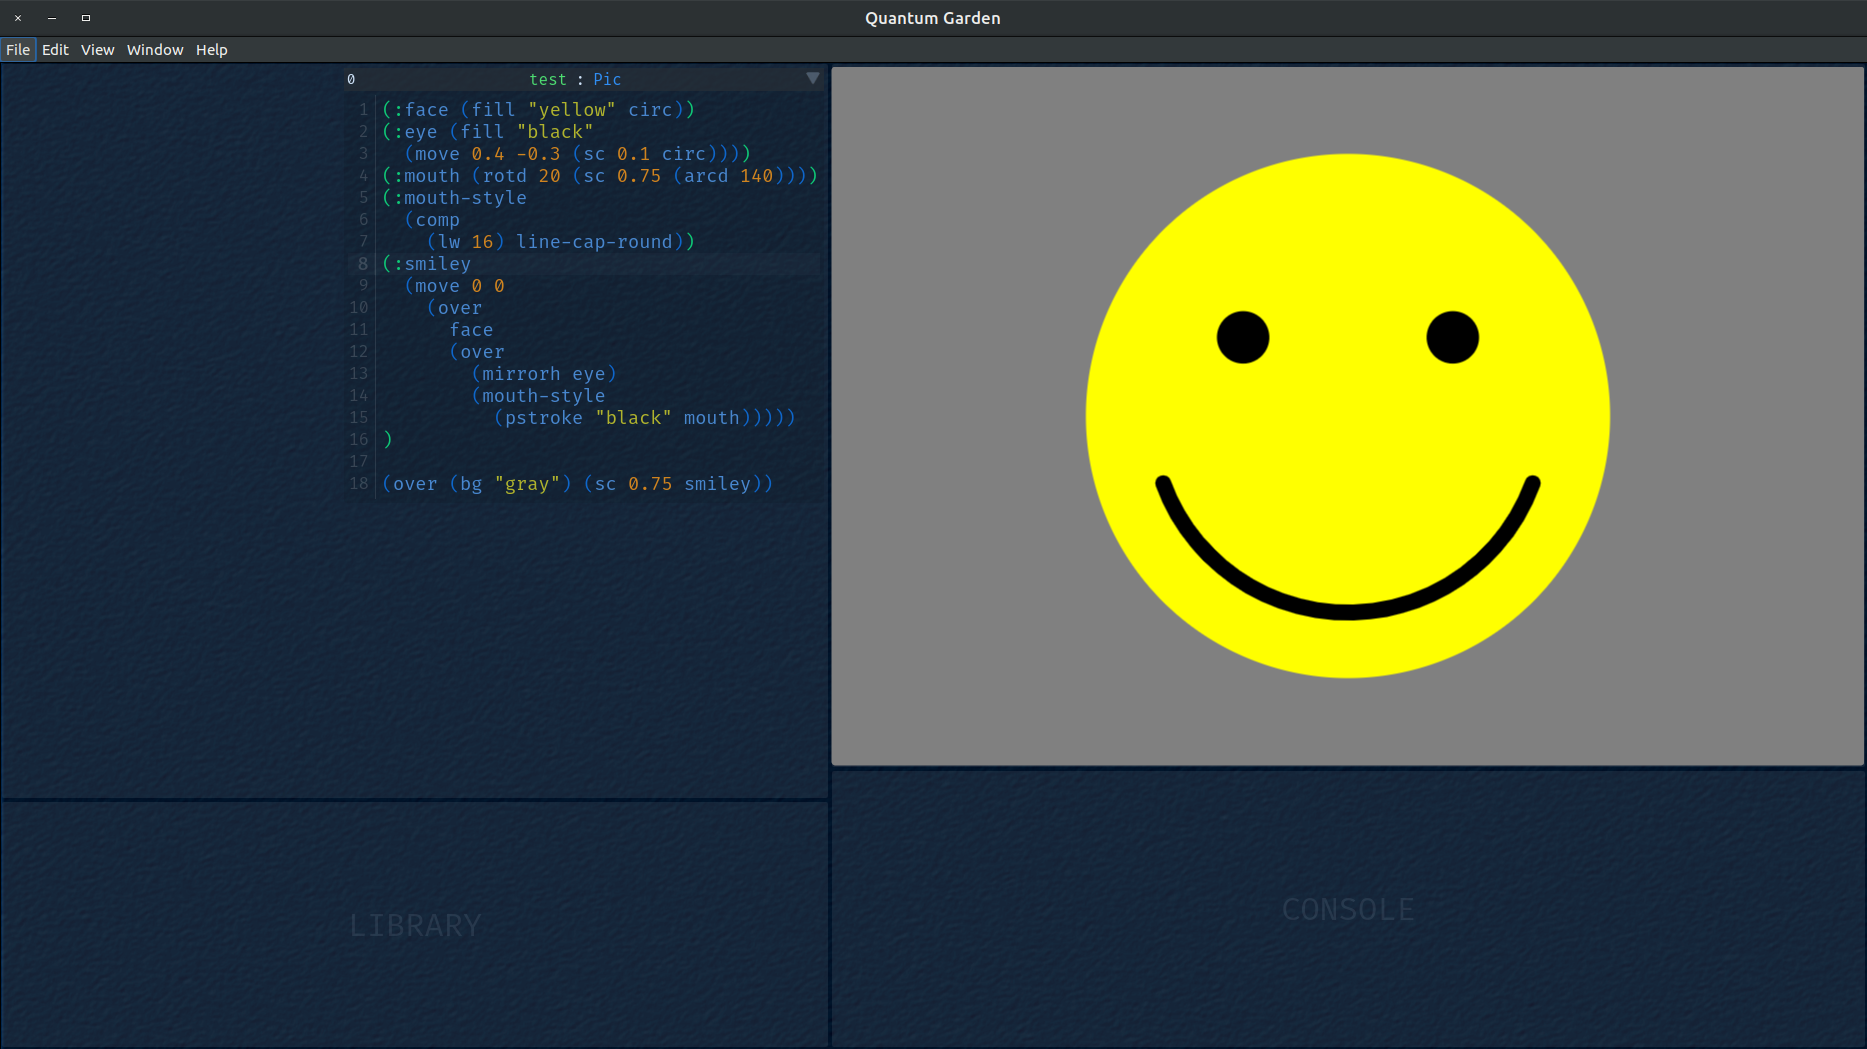 Quantum Garden
File Edit View Window Help
0 test : Pic
1 (:face (fill "yellow" circ))
2 (:eye (fill "black"
3   (move 0.4 -0.3 (sc 0.1 circ))))
4 (:mouth (rotd 20 (sc 0.75 (arcd 140))))
5 (:mouth-style
6   (comp
7     (lw 16) line-cap-round))
8 (:smiley
9   (move 0 0
10     (over
11       face
12       (over
13         (mirrorh eye)
14         (mouth-style
15           (pstroke "black" mouth)))))
16 )
17
18 (over (bg "gray") (sc 0.75 smiley))
LIBRARY
CONSOLE